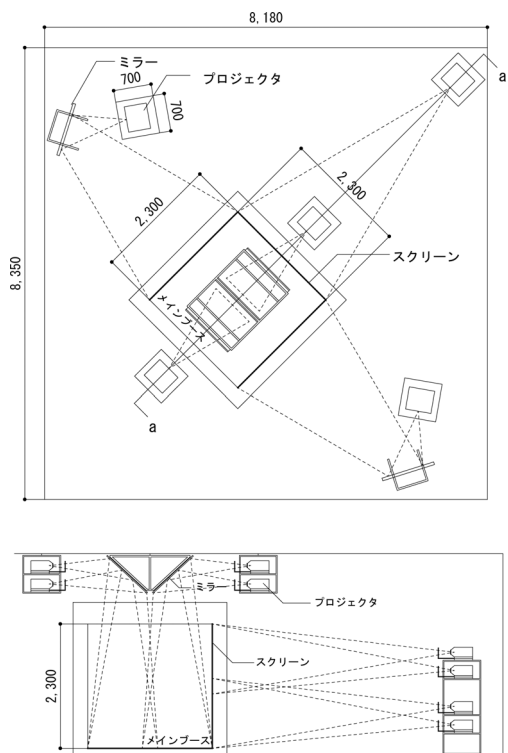 8,180
ミラー
700
プロジェクタ
700
a
2,300
2,300
スクリーン
8,350
メインブース
a
ミラー
プロジェクタ
スクリーン
2,300
メインブース